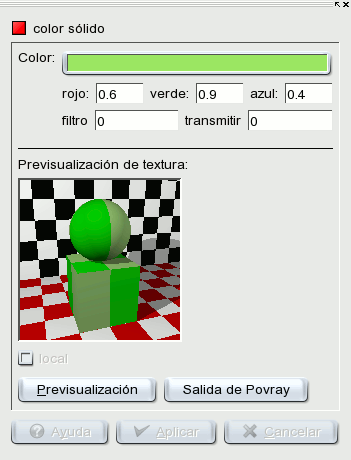 color sólido
Color:
rojo: 0.6 verde: 0.9 azul: 0.4
filtro 0 transmitir 0
Previsualización de textura:
local
Previsualización Salida de Povray
Ayuda Aplicar Cancelar